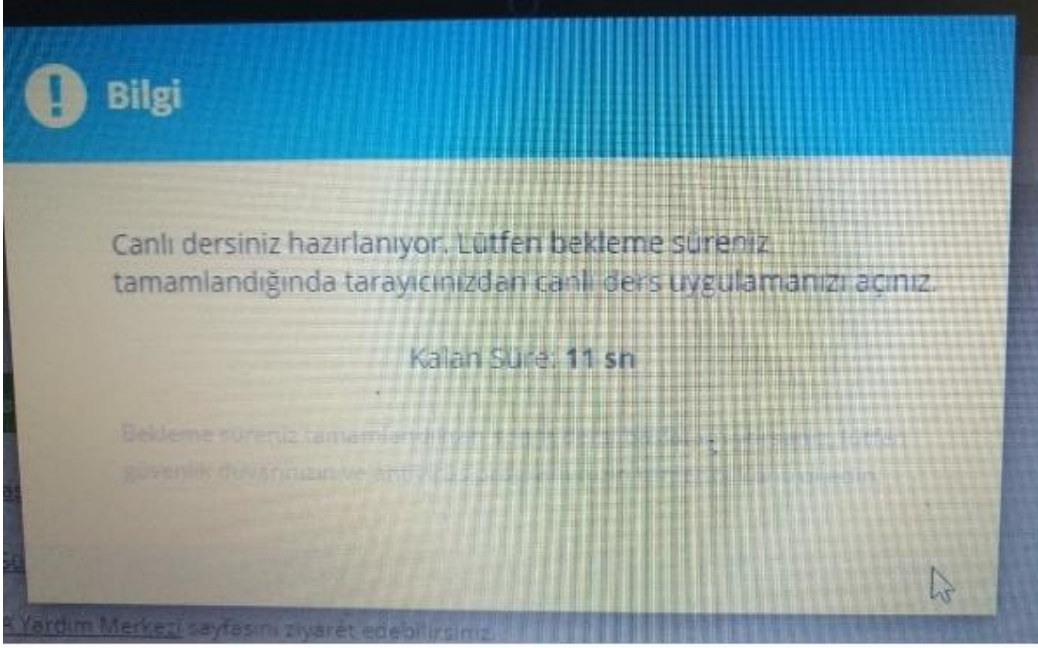 Bilgi
Canlı dersiniz hazırlanıyor. Lütfen bekleme süreniz
tamamlandığında tarayıcınızdan canlı ders uygulamanızı açınız.
Kalan Süre: 11 sn
Bekleme süreniz lütfen
güvenlik duvarınızın ve
Yardım Merkezi sayfasını ziyaret edebilirsiniz.